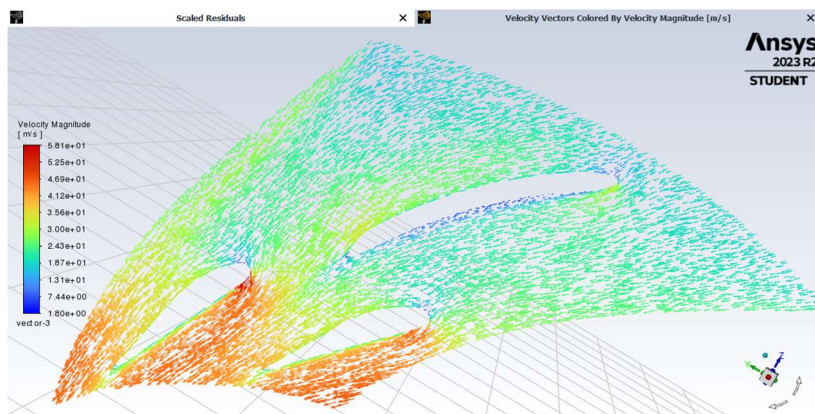 Scaled Residuals
Velocity Vectors Colored By Velocity Magnitude [m/s]
Ansys
2023 R2
STUDENT
Velocity Magnitude
[ m/s ]
5.81e+01
5.25e+01
4.69e+01
4.12e+01
3.56e+01
3.00e+01
2.43e+01
1.87e+01
1.31e+01
7.44e+00
1.80e+00
vector-3
Y
Z